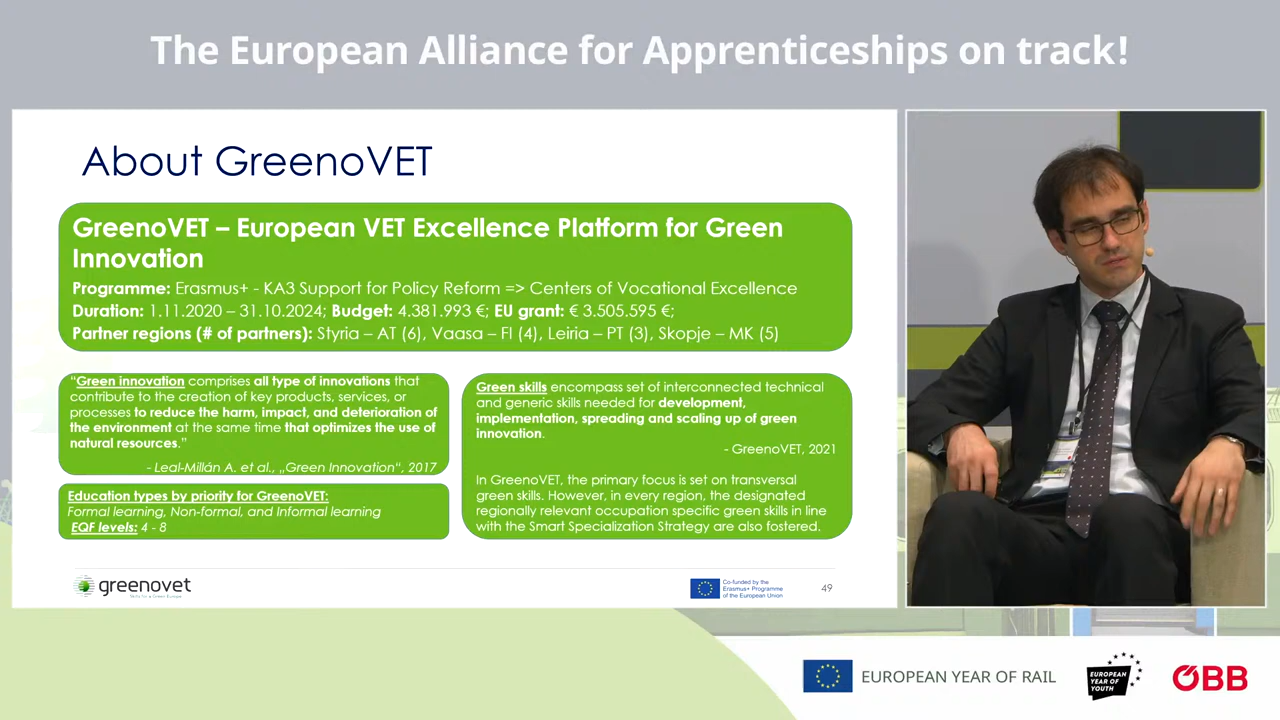 The European Alliance for Apprenticeships on track!
About GreenoVET
GreenoVET – European VET Excellence Platform for Green
Innovation
Programme: Erasmus+ - KA3 Support for Policy Reform => Centers of Vocational Excellence
Duration: 1.11.2020 – 31.10.2024; Budget: 4.381.993 €; EU grant: € 3.505.595 €;
Partner regions (# of partners): Styria – AT (6), Vaasa – FI (4), Leiria – PT (3), Skopje – MK (5)
“Green innovation comprises all type of innovations that
contribute to the creation of key products, services, or
processes to reduce the harm, impact, and deterioration of
the environment at the same time that optimizes the use of
natural resources.”
- Leal-Millán A. et al., „Green Innovation“, 2017
Education types by priority for GreenoVET:
Formal learning, Non-formal, and Informal learning
EQF levels: 4 - 8
Green skills encompass set of interconnected technical
and generic skills needed for development,
implementation, spreading and scaling up of green
innovation.
- GreenoVET, 2021
In GreenoVET, the primary focus is set on transversal
green skills. However, in every region, the designated
regionally relevant occupation specific green skills in line
with the Smart Specialization Strategy are also fostered.
greenovet
Skills for a Green Europe
Co-funded by the
Erasmus+ Programme
of the European Union
49
EUROPEAN YEAR OF RAIL
EUROPEAN
YEAR OF
YOUTH
ÖBB